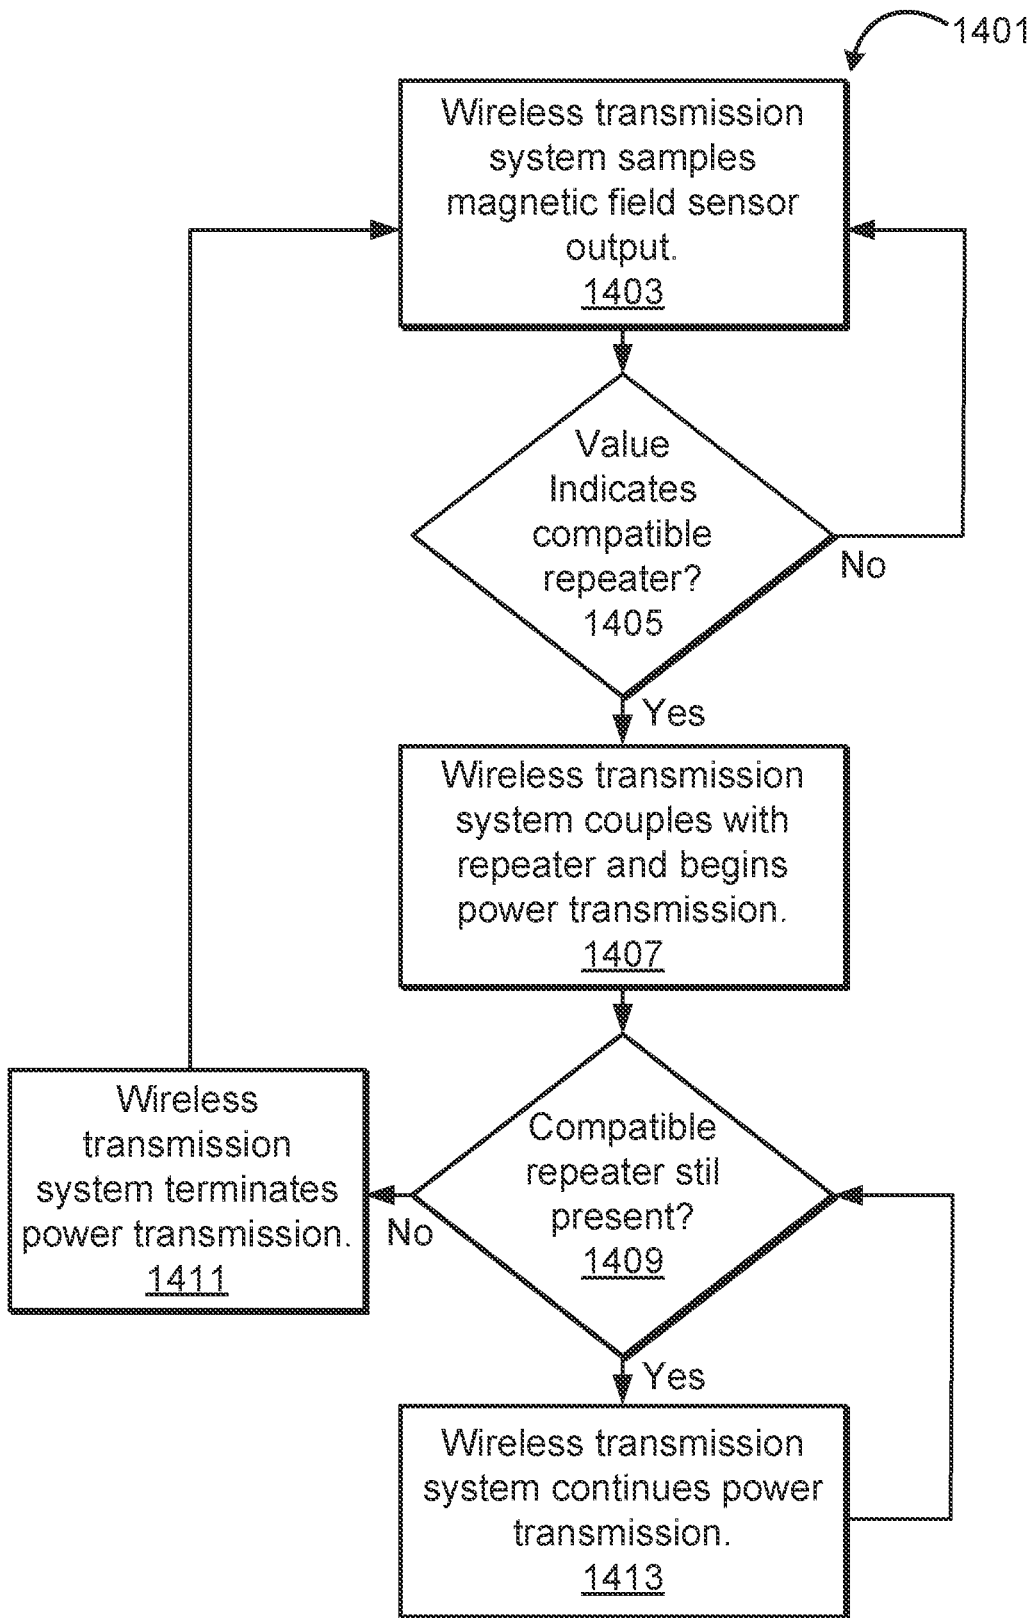 1401
Wireless transmission
system samples
magnetic field sensor
output.
1403
Value
Indicates
compatible
repeater?
1405
No
Yes
Wireless transmission
system couples with
repeater and begins
power transmission.
1407
Compatible
repeater stil
present?
1409
No
Wireless
transmission
system terminates
power transmission.
1411
Yes
Wireless transmission
system continues power
transmission.
1413